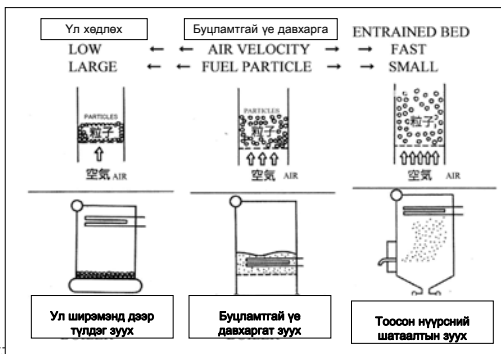 Үл хөдлөх
Буцламтгай үе давхарга
ENTRAINED BED
LOW ← ← AIR VELOCITY → → FAST
LARGE ← ← FUEL PARTICLE → → SMALL
PARTICLES
粒子
PARTICLES
粒子
粒子
空気 AIR
空気 AIR
空気 AIR
Ул ширэмэнд дээр
түлдэг зуух
Буцламтгай үе
давхаргат зуух
Тоосон нүүрсний
шаталтын зуух